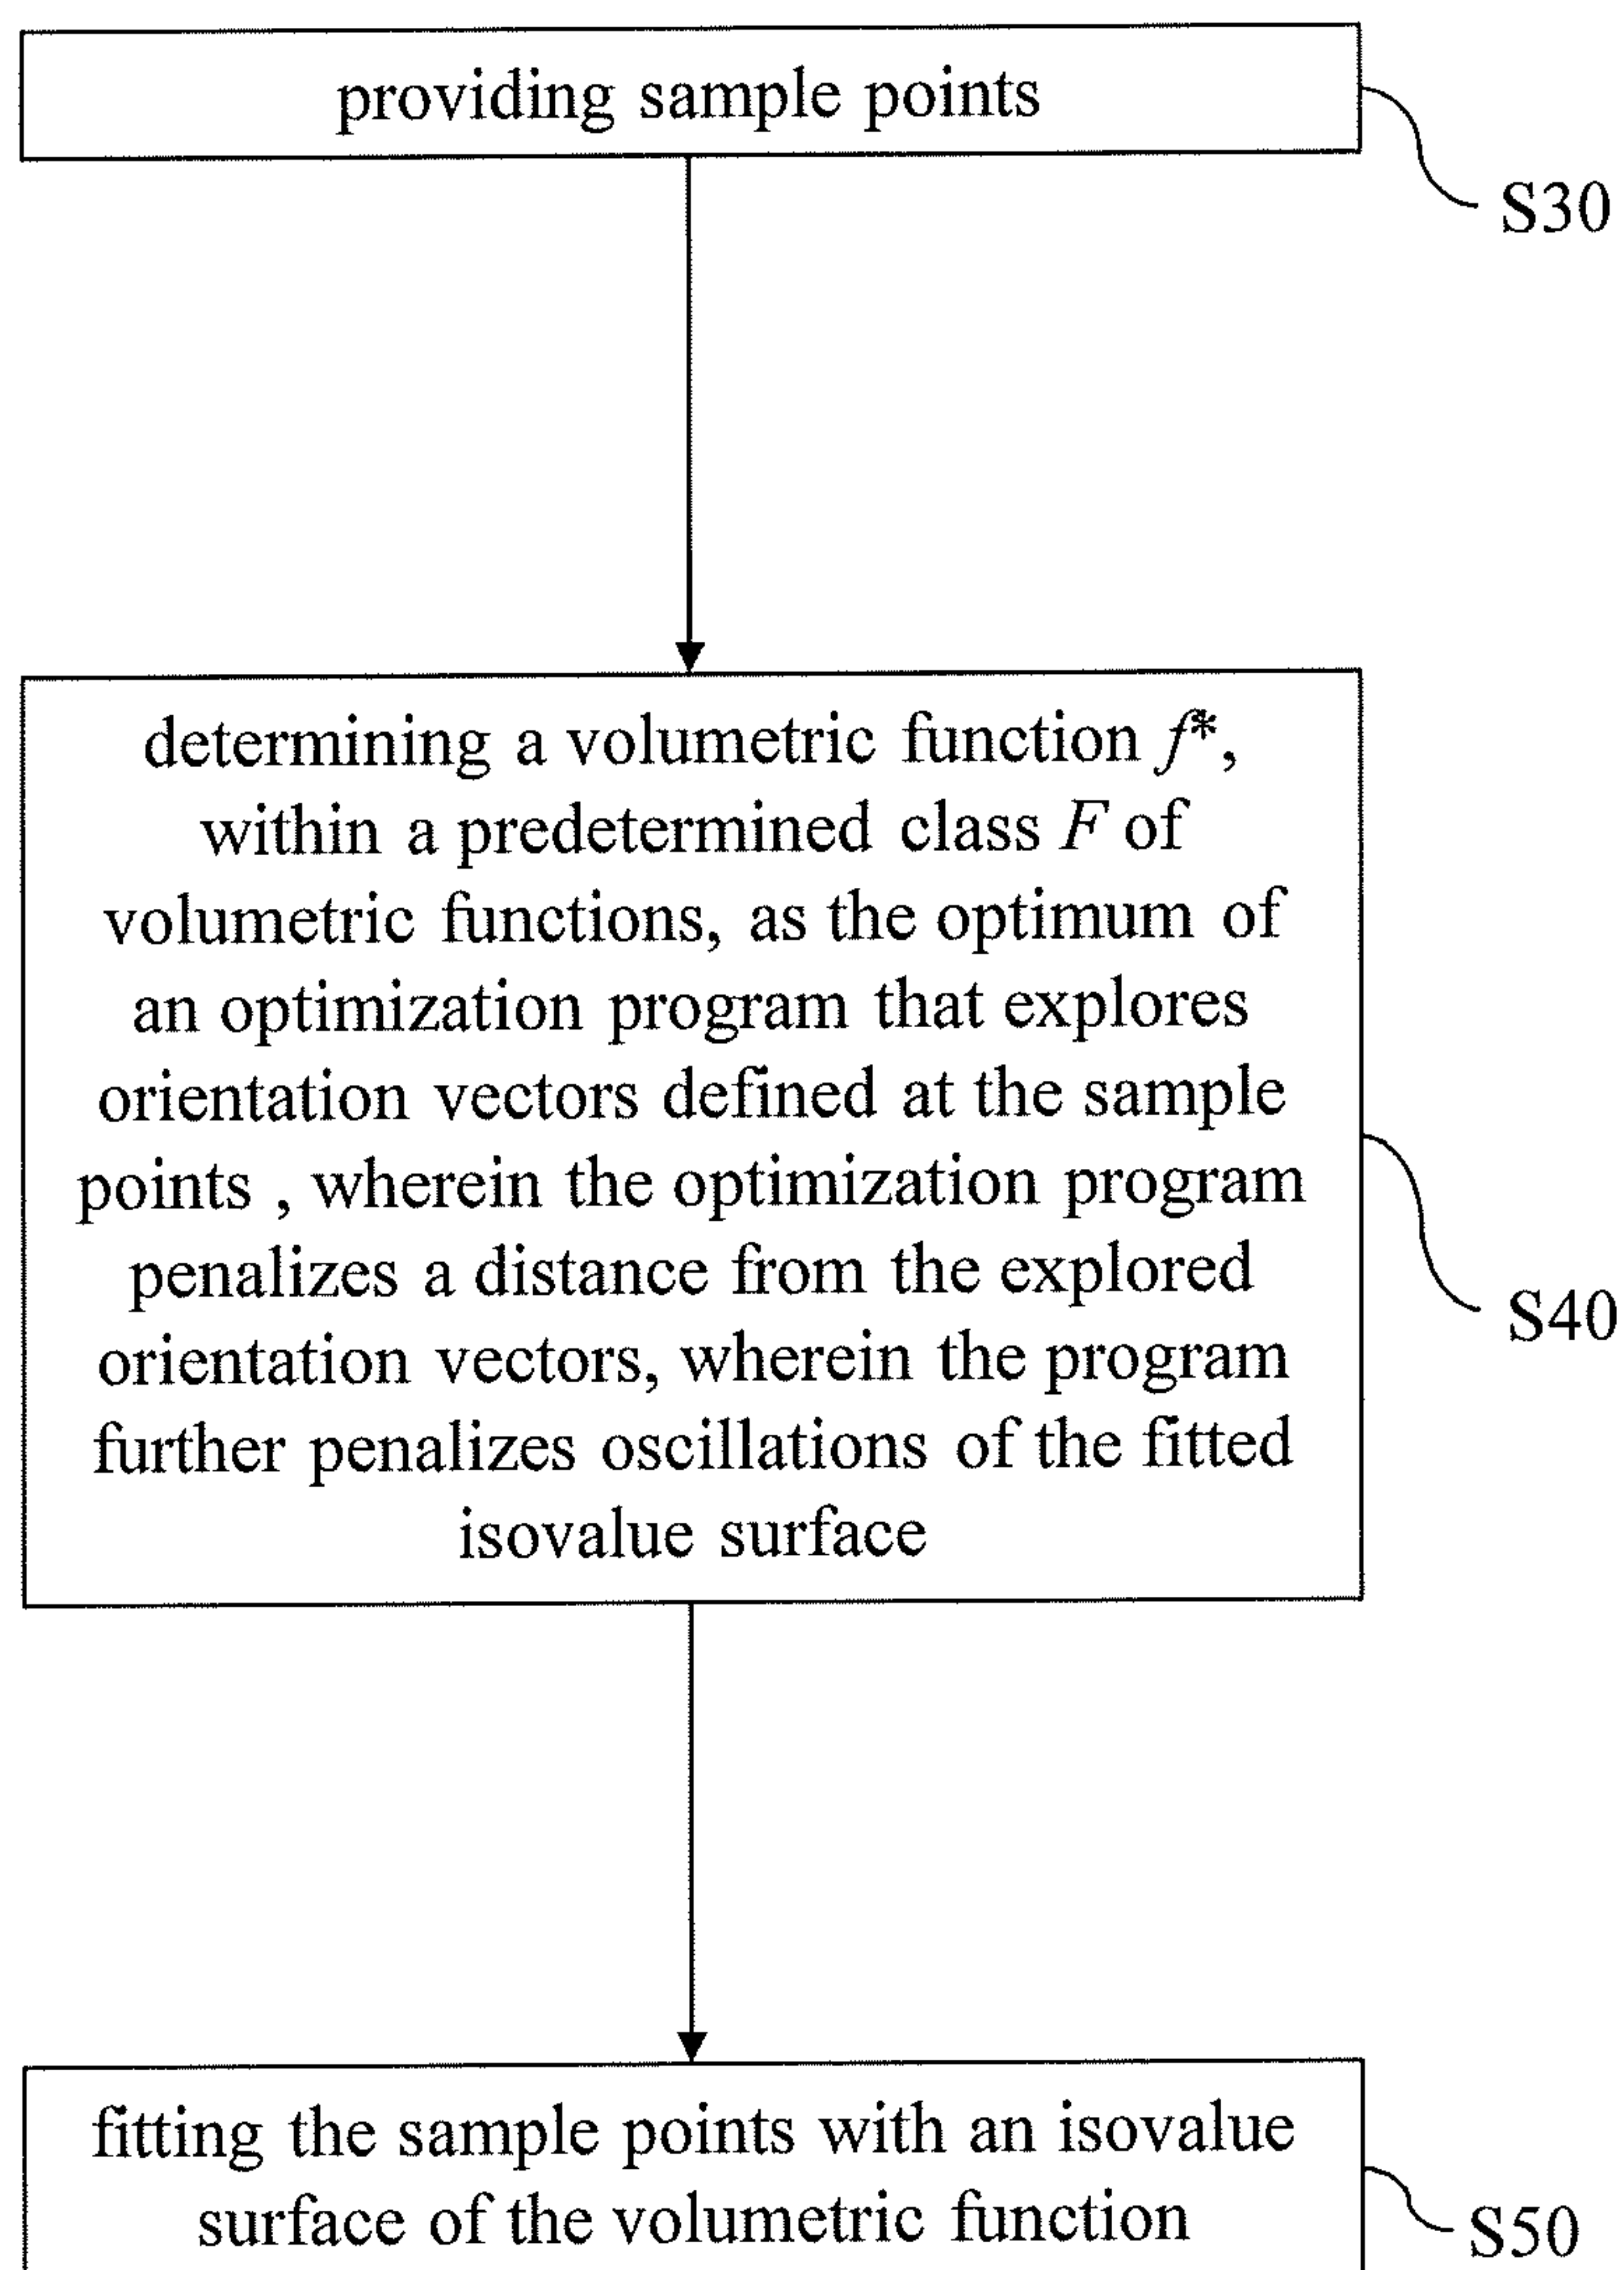 providing sample points
S30
determining a volumetric function f*,
within a predetermined class F of
volumetric functions, as the optimum of
an optimization program that explores
orientation vectors defined at the sample
points , wherein the optimization program
penalizes a distance from the explored
orientation vectors, wherein the program
further penalizes oscillations of the fitted
isovalue surface
S40
fitting the sample points with an isovalue
surface of the volumetric function
S50